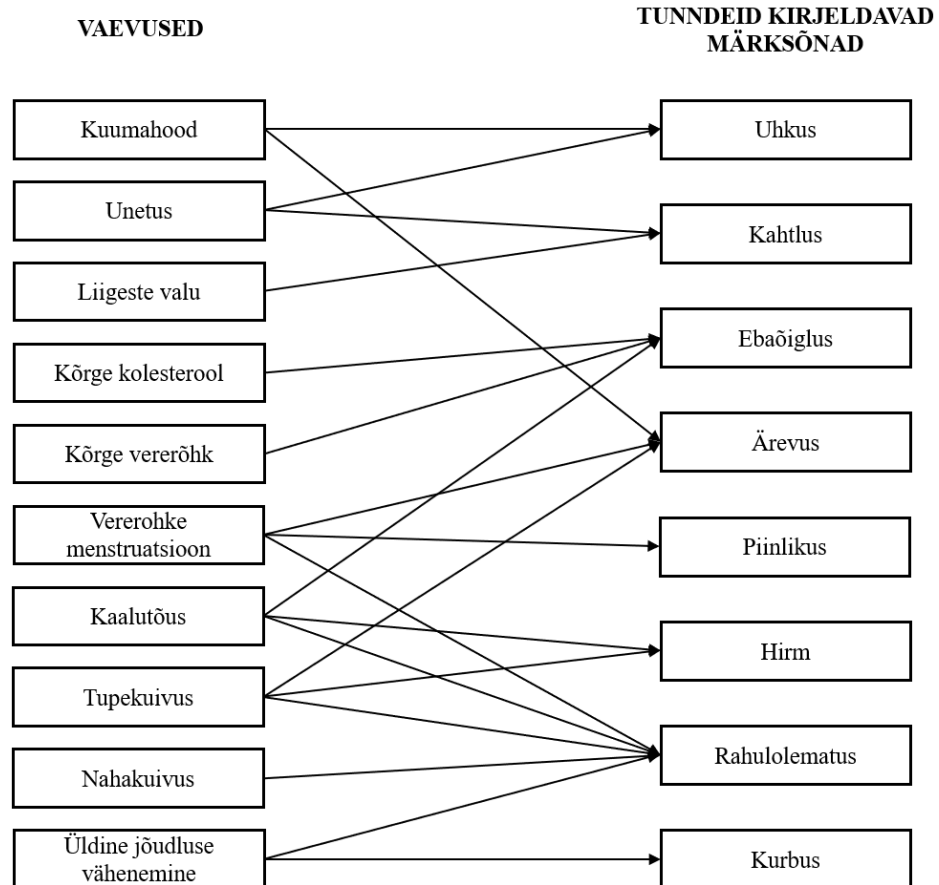 VAEVUSED
TUNNDEID KIRJELDAVAD
MÄRKSÕNAD
Kuumahood
Unetus
Liigeste valu
Kõrge kolesterool
Kõrge vererõhk
Vererohke
menstruatsioon
Kaalutõus
Tupekuivus
Nahakuivus
Üldine jõudluse
vähenemine
Uhkus
Kahtlus
Ebaõiglus
Ärevus
Piinlikus
Hirm
Rahulolematus
Kurbus